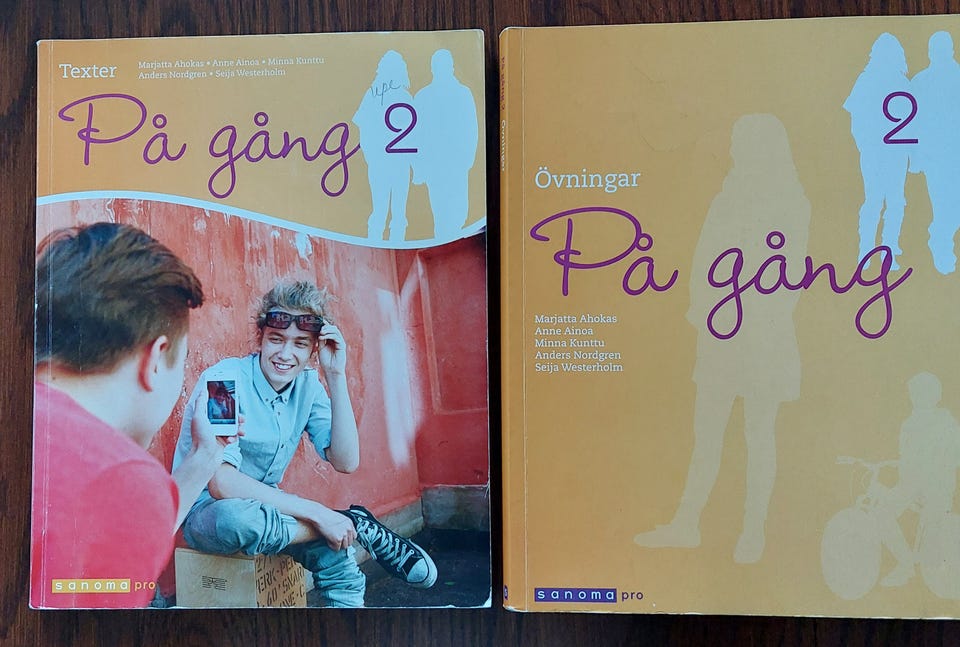 Texter
Marjatta Ahokas • Anne Ainoa • Minna Kunttu
Anders Nordgren • Seija Westerholm
På gång 2
sanoma pro
2
Övningar
På gång
Marjatta Ahokas
Anne Ainoa
Minna Kunttu
Anders Nordgren
Seija Westerholm
sanoma pro